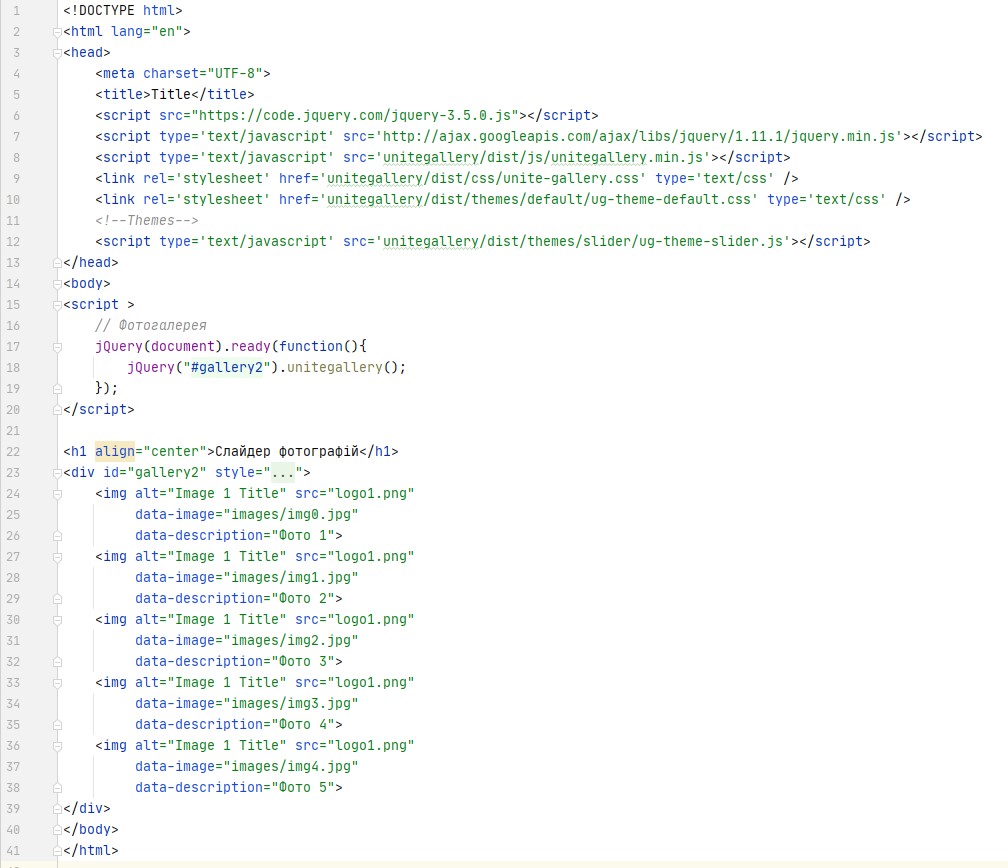 1 <!DOCTYPE html>
2 <html lang="en">
3 <head>
4     <meta charset="UTF-8">
5     <title>Title</title>
6     <script src="https://code.jquery.com/jquery-3.5.0.js"></script>
7     <script type='text/javascript' src='http://ajax.googleapis.com/ajax/libs/jquery/1.11.1/jquery.min.js'></script>
8     <script type='text/javascript' src='unitegallery/dist/js/unitegallery.min.js'></script>
9     <link rel='stylesheet' href='unitegallery/dist/css/unite-gallery.css' type='text/css' />
10     <link rel='stylesheet' href='unitegallery/dist/themes/default/ug-theme-default.css' type='text/css' />
11     <!--Themes-->
12     <script type='text/javascript' src='unitegallery/dist/themes/slider/ug-theme-slider.js'></script>
13 </head>
14 <body>
15 <script >
16     // Фотогалерея
17     jQuery(document).ready(function(){
18         jQuery("#gallery2").unitegallery();
19     });
20 </script>
21
22 <h1 align="center">Слайдер фотографій</h1>
23 <div id="gallery2" style="...">
24     <img alt="Image 1 Title" src="logo1.png"
25          data-image="images/img0.jpg"
26          data-description="Фото 1">
27     <img alt="Image 1 Title" src="logo1.png"
28          data-image="images/img1.jpg"
29          data-description="Фото 2">
30     <img alt="Image 1 Title" src="logo1.png"
31          data-image="images/img2.jpg"
32          data-description="Фото 3">
33     <img alt="Image 1 Title" src="logo1.png"
34          data-image="images/img3.jpg"
35          data-description="Фото 4">
36     <img alt="Image 1 Title" src="logo1.png"
37          data-image="images/img4.jpg"
38          data-description="Фото 5">
39 </div>
40 </body>
41 </html>